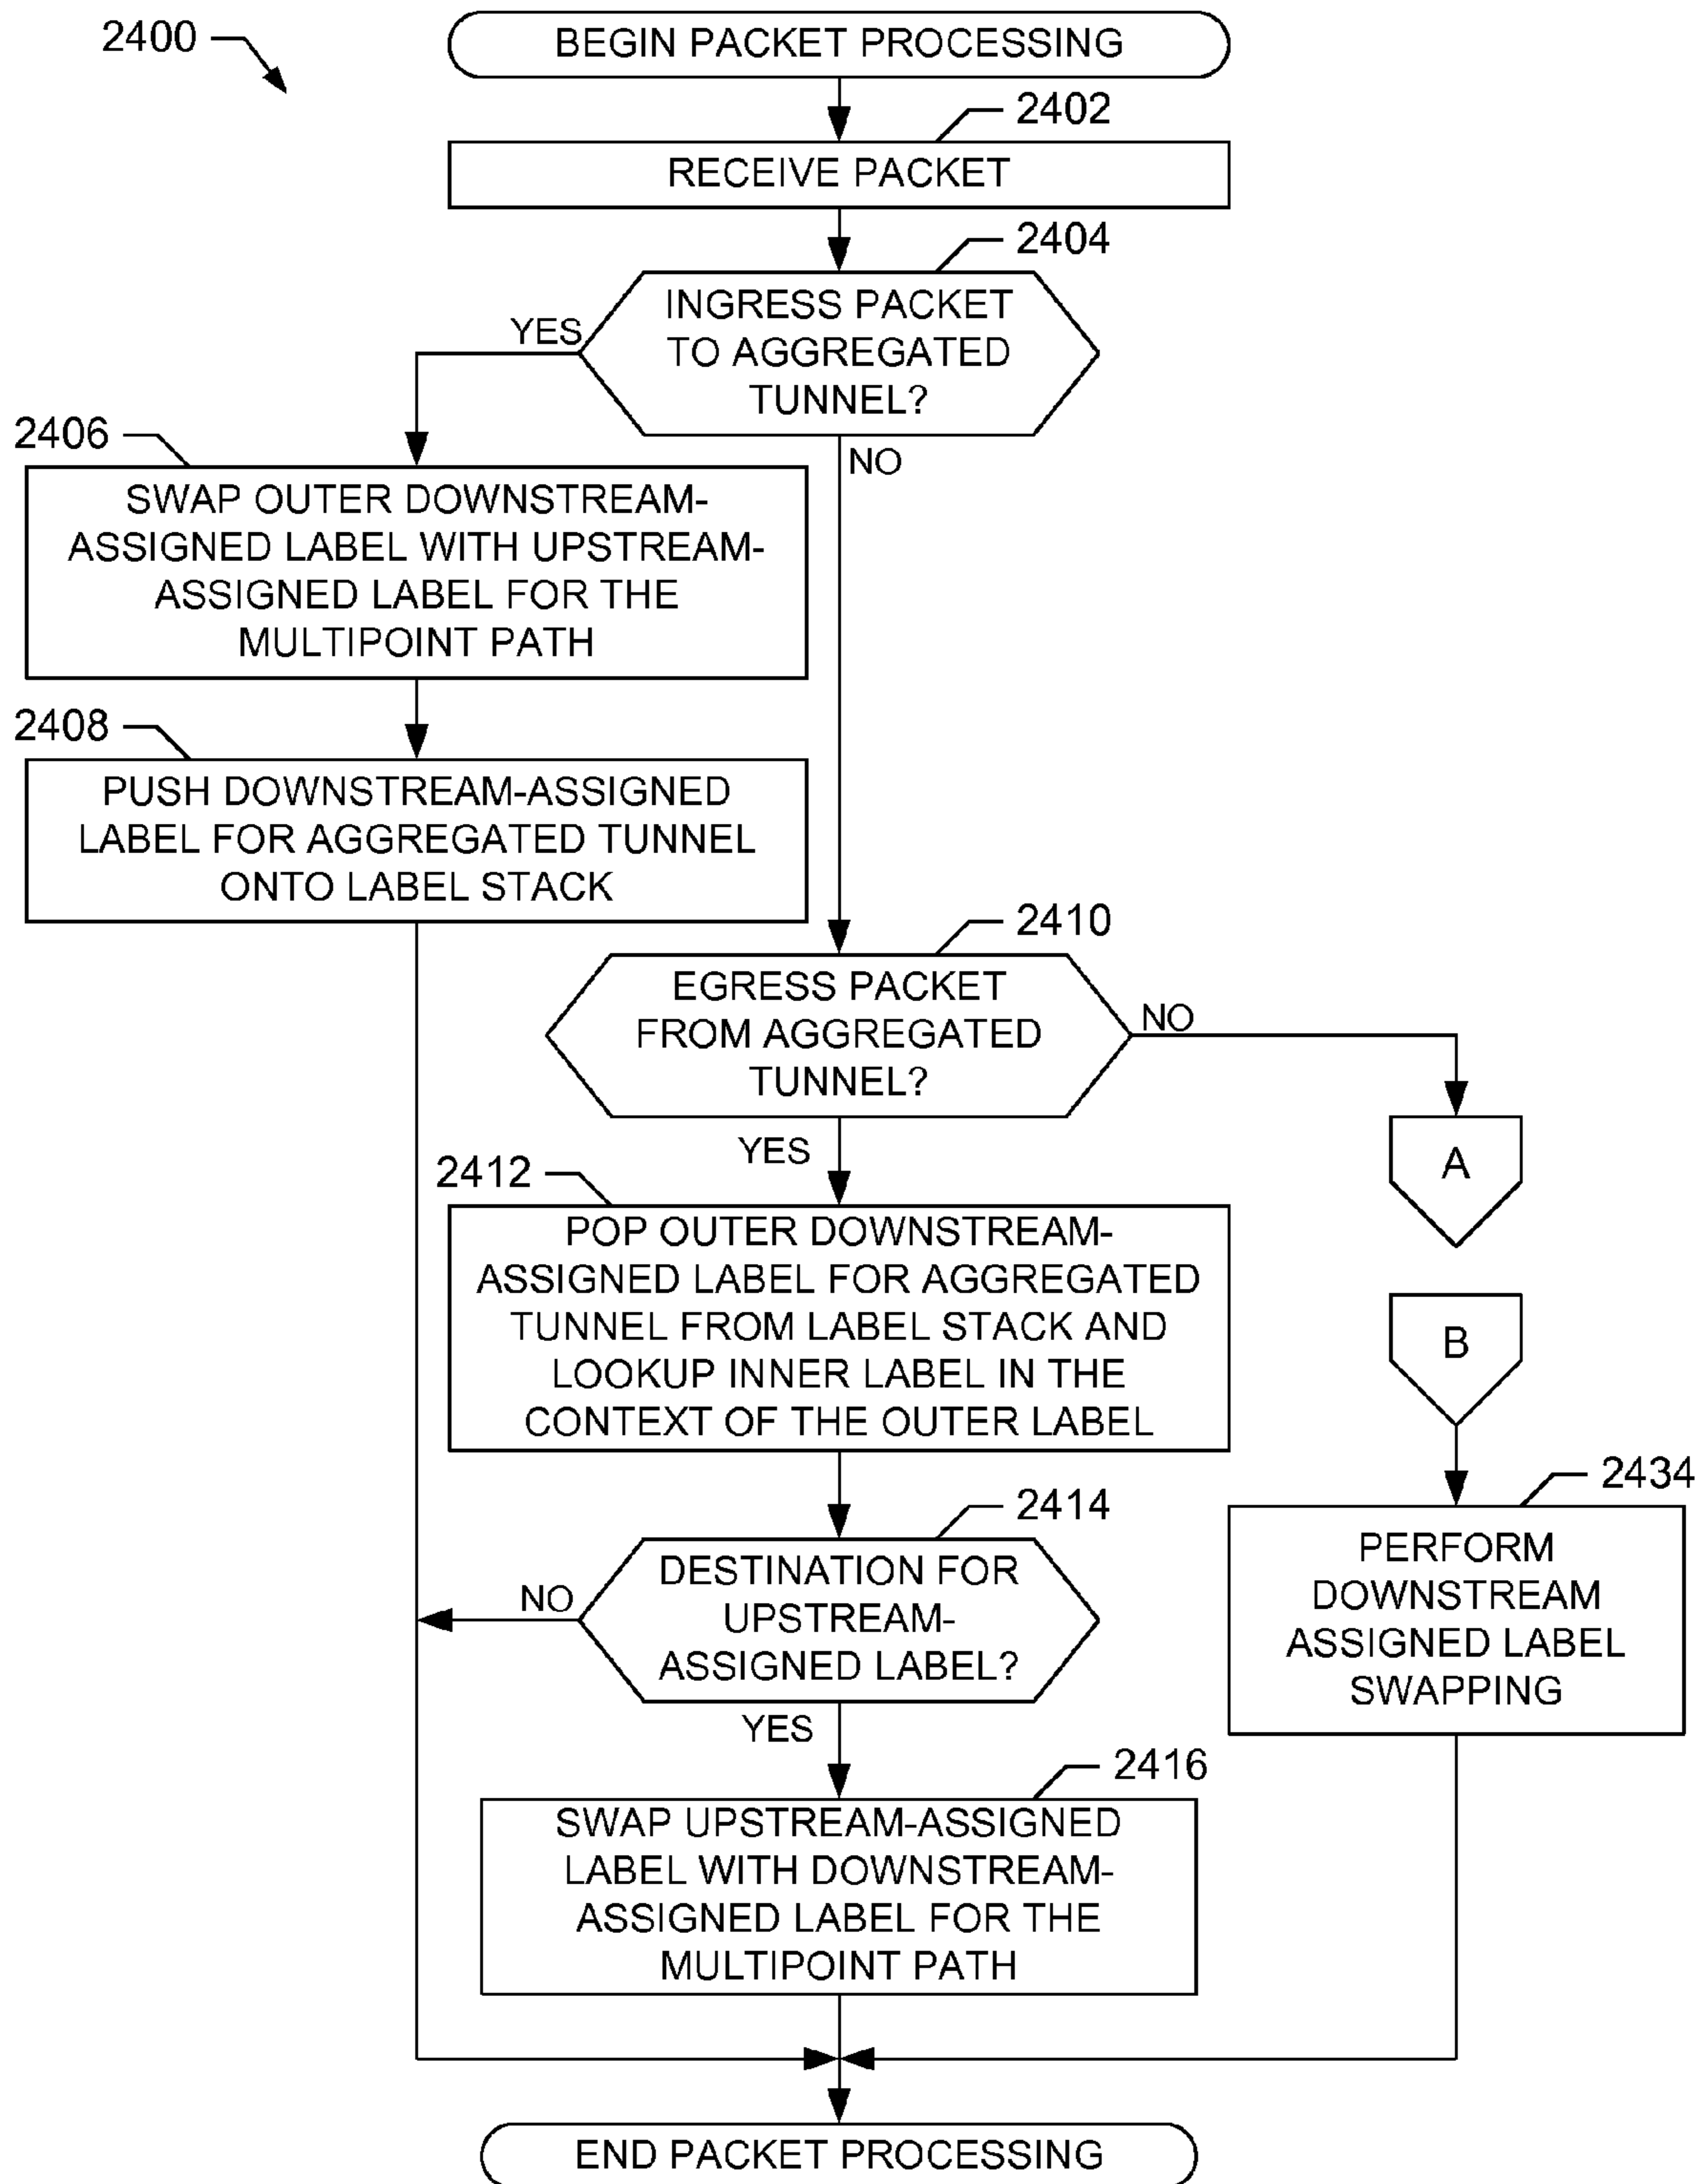 2400
BEGIN PACKET PROCESSING
2402
RECEIVE PACKET
2404
INGRESS PACKET
TO AGGREGATED
TUNNEL?
YES
NO
2406
SWAP OUTER DOWNSTREAM-
ASSIGNED LABEL WITH UPSTREAM-
ASSIGNED LABEL FOR THE
MULTIPOINT PATH
2408
PUSH DOWNSTREAM-ASSIGNED
LABEL FOR AGGREGATED TUNNEL
ONTO LABEL STACK
2410
EGRESS PACKET
FROM AGGREGATED
TUNNEL?
NO
YES
A
2412
POP OUTER DOWNSTREAM-
ASSIGNED LABEL FOR AGGREGATED
TUNNEL FROM LABEL STACK AND
LOOKUP INNER LABEL IN THE
CONTEXT OF THE OUTER LABEL
B
2414
DESTINATION FOR
UPSTREAM-
ASSIGNED LABEL?
NO
YES
2434
PERFORM
DOWNSTREAM
ASSIGNED LABEL
SWAPPING
2416
SWAP UPSTREAM-ASSIGNED
LABEL WITH DOWNSTREAM-
ASSIGNED LABEL FOR THE
MULTIPOINT PATH
END PACKET PROCESSING